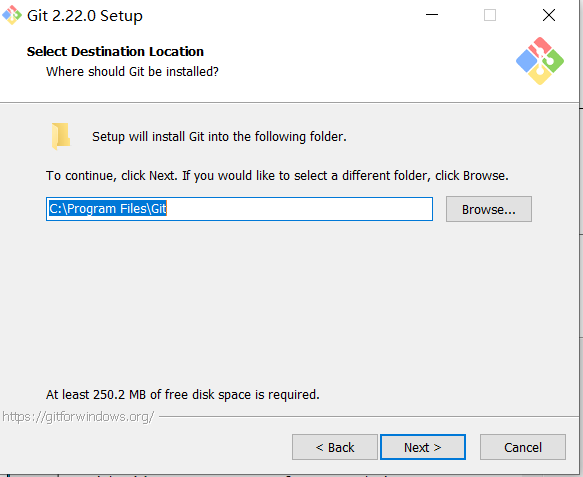 Git 2.22.0 Setup
Select Destination Location
Where should Git be installed?
Setup will install Git into the following folder.
To continue, click Next. If you would like to select a different folder, click Browse.
C:\Program Files\Git
Browse...
At least 250.2 MB of free disk space is required.
https://gitforwindows.org/
< Back
Next >
Cancel